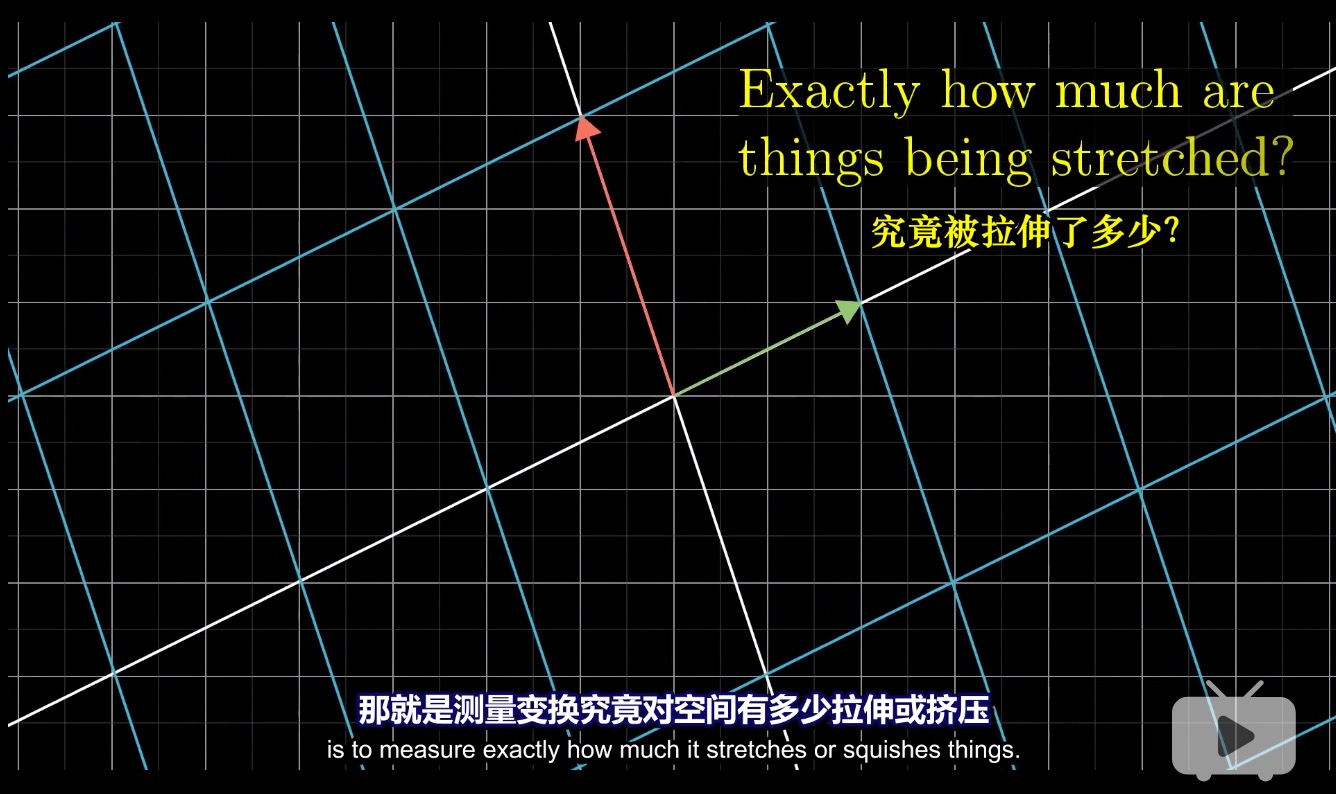 Exactly how much are
things being stretched?
究竟被拉伸了多少?
那就是测量变换究竟对空间有多少拉伸或挤压
is to measure exactly how much it stretches or squishes things.